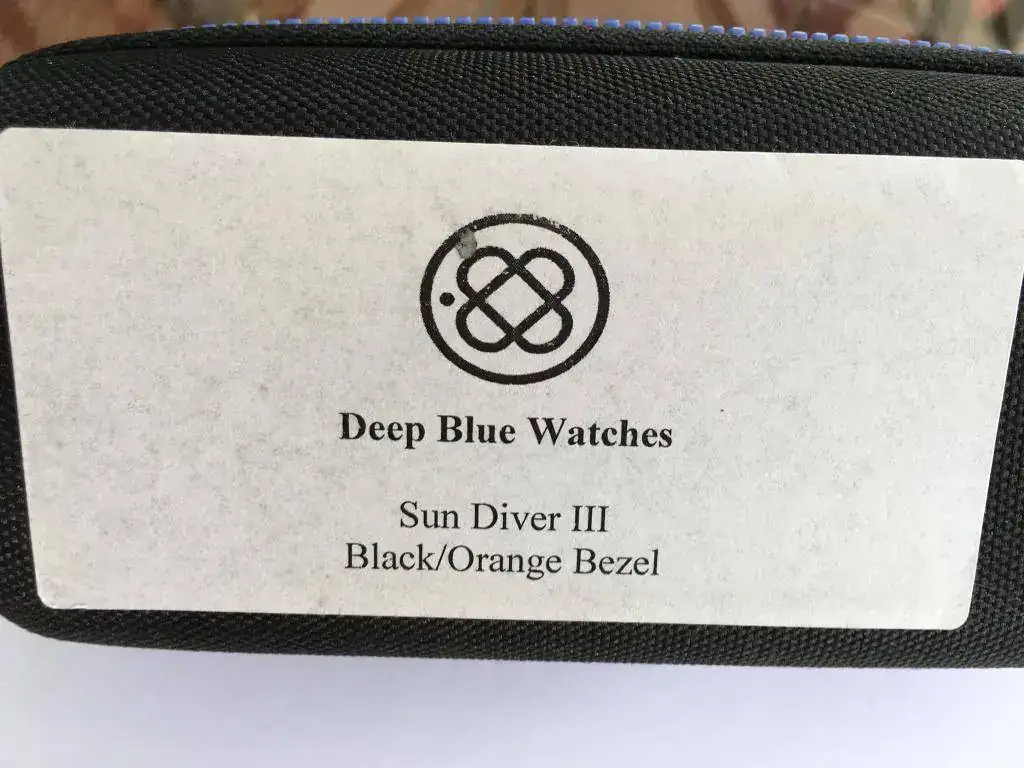 Deep Blue Watches
Sun Diver III
Black/Orange Bezel